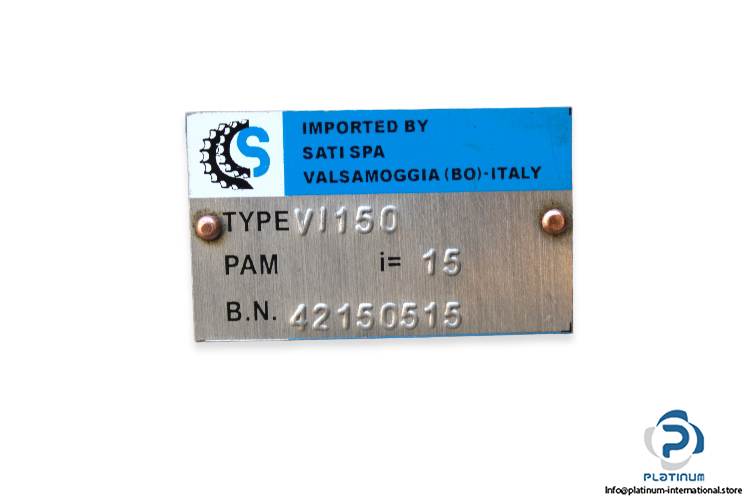 S
IMPORTED BY
SATI SPA
VALSAMOGGIA (BO)-ITALY
TYPE VI150
PAM i= 15
B.N. 42150515
P
PLATINUM
Info@platinum-international.store